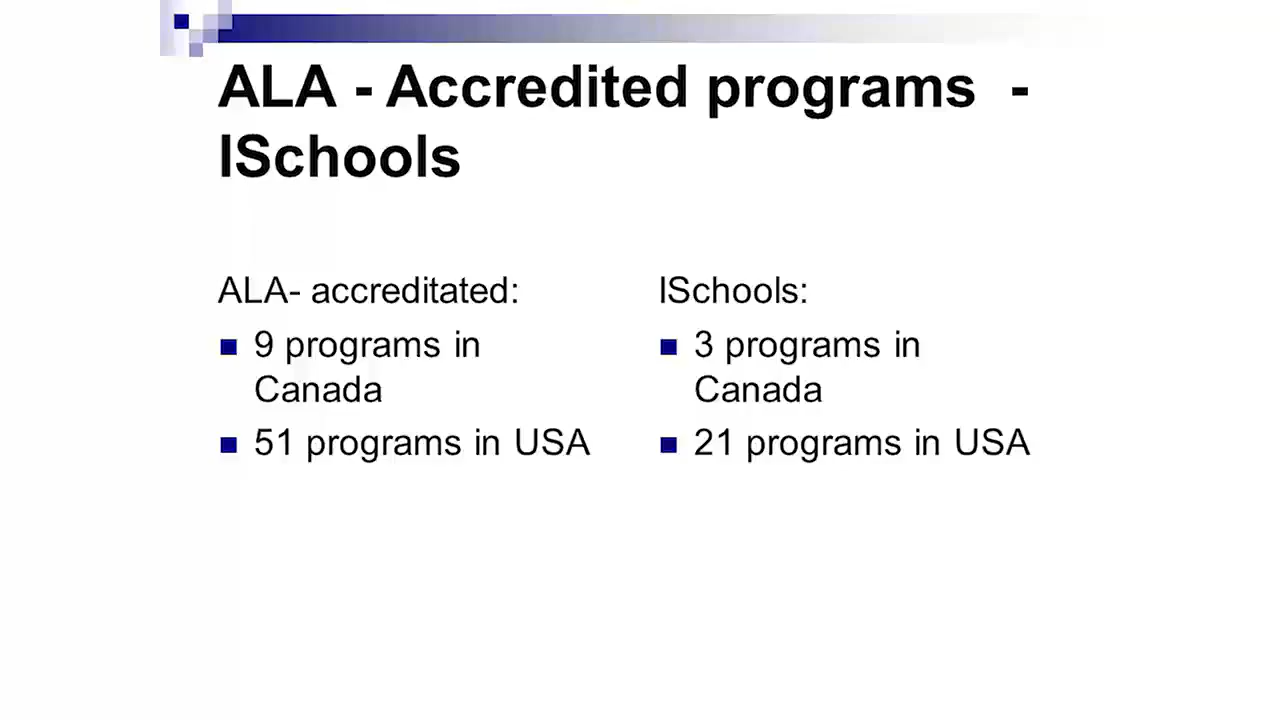 ALA - Accredited programs -
ISchools
ALA- accreditated:
9 programs in
Canada
51 programs in USA
ISchools:
3 programs in
Canada
21 programs in USA